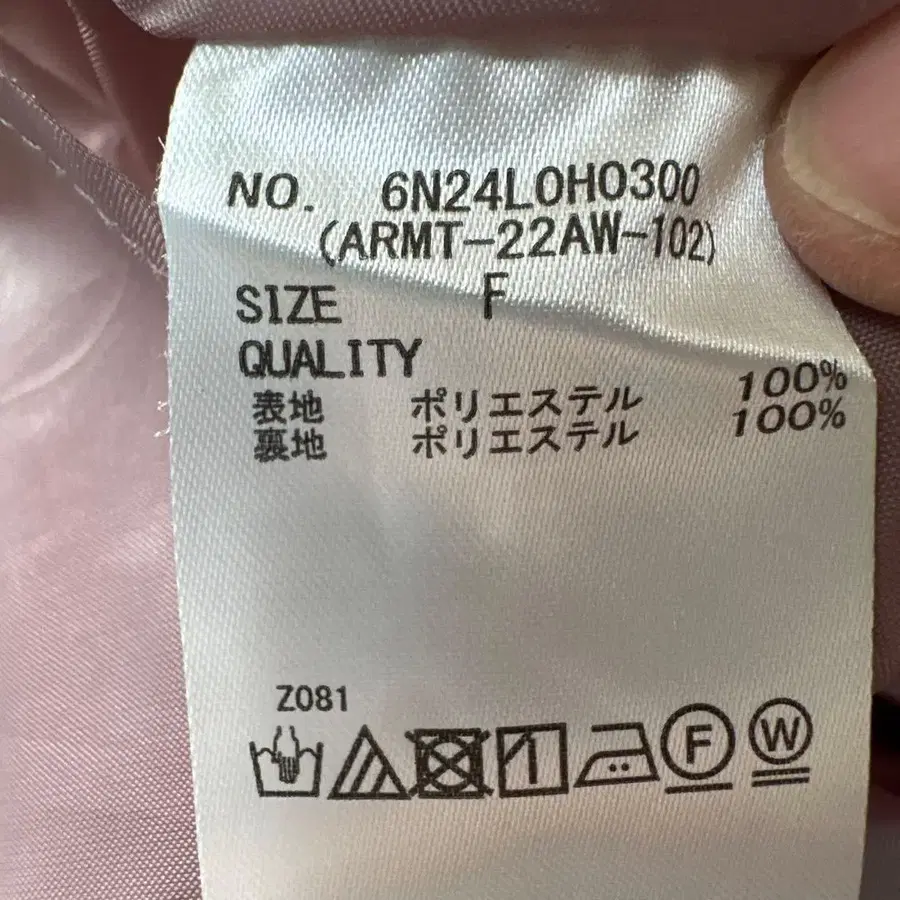 NO. 6N24L0H0300
(ARMT-22AW-102)
SIZE F
QUALITY
表地 ポリエステル 100%
裏地 ポリエステル 100%
Z081
F W